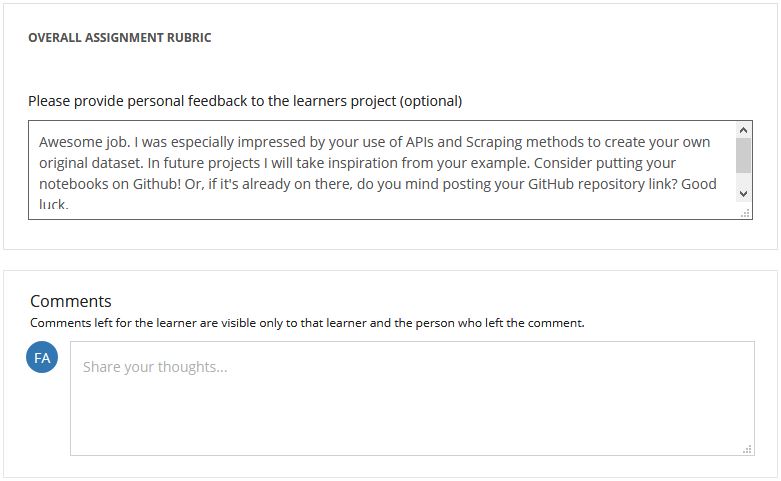 OVERALL ASSIGNMENT RUBRIC
Please provide personal feedback to the learners project (optional)
Awesome job. I was especially impressed by your use of APIs and Scraping methods to create your own
original dataset. In future projects I will take inspiration from your example. Consider putting your
notebooks on Github! Or, if it's already on there, do you mind posting your GitHub repository link? Good
luck.
Comments
Comments left for the learner are visible only to that learner and the person who left the comment.
FA
Share your thoughts...